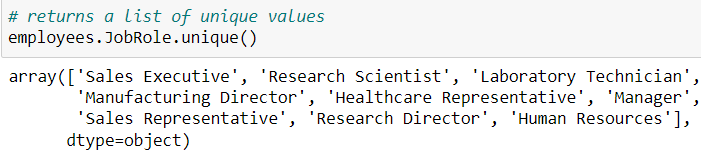 # returns a list of unique values
employees.JobRole.unique()
array(['Sales Executive', 'Research Scientist', 'Laboratory Technician',
'Manufacturing Director', 'Healthcare Representative', 'Manager',
'Sales Representative', 'Research Director', 'Human Resources'],
dtype=object)